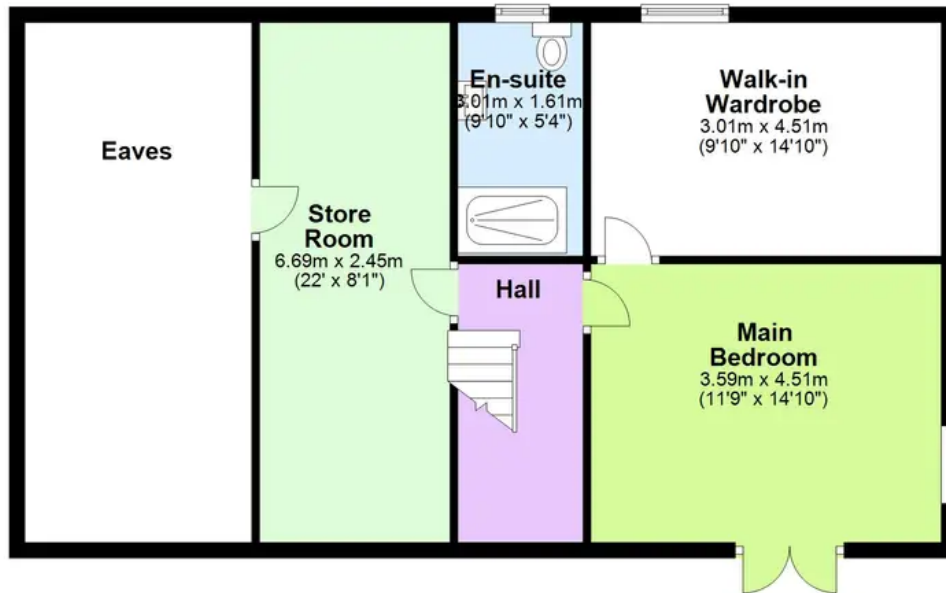 Eaves
Store
Room
6.69m x 2.45m
(22' x 8'1")
En-suite
3.01m x 1.61m
(9'10" x 5'4")
Hall
Walk-in
Wardrobe
3.01m x 4.51m
(9'10" x 14'10")
Main
Bedroom
3.59m x 4.51m
(11'9" x 14'10")